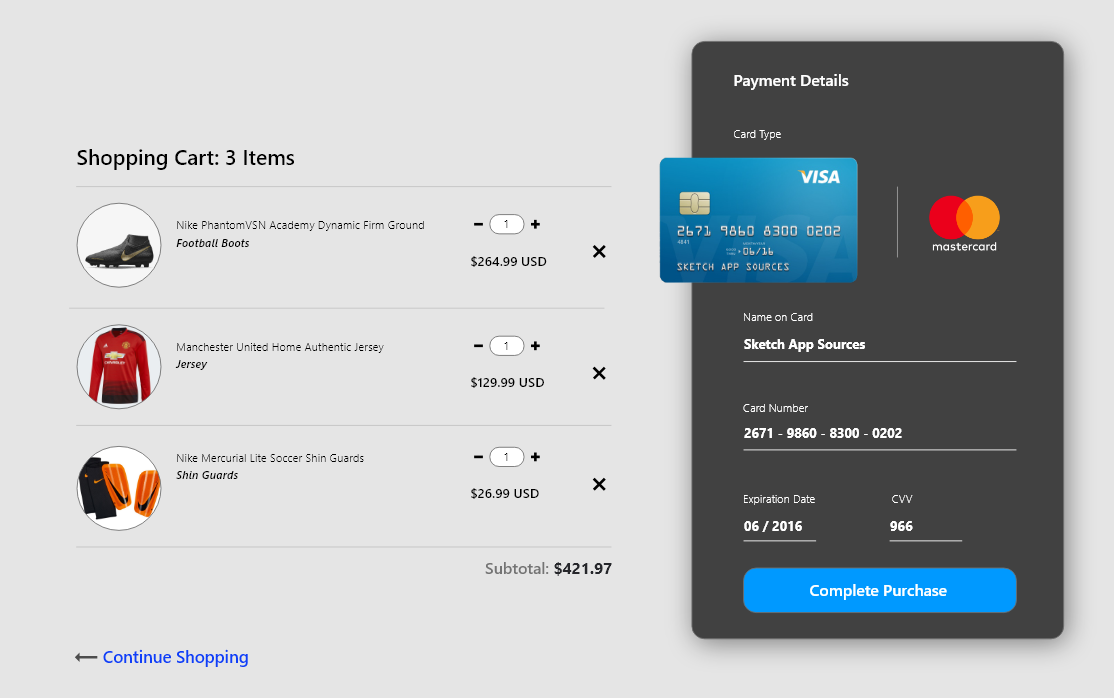 Shopping Cart: 3 Items
Nike PhantomVSN Academy Dynamic Firm Ground
Football Boots
− 1 +
$264.99 USD
Manchester United Home Authentic Jersey
Jersey
CHEVROLET
− 1 +
$129.99 USD
Nike Mercurial Lite Soccer Shin Guards
Shin Guards
− 1 +
$26.99 USD
Subtotal: $421.97
Continue Shopping
Payment Details
Card Type
VISA
2671 9860 8300 0202
06/16
SKETCH APP SOURCES
VISA
mastercard
Name on Card
Sketch App Sources
Card Number
2671 - 9860 - 8300 - 0202
Expiration Date
CVV
06 / 2016
966
Complete Purchase